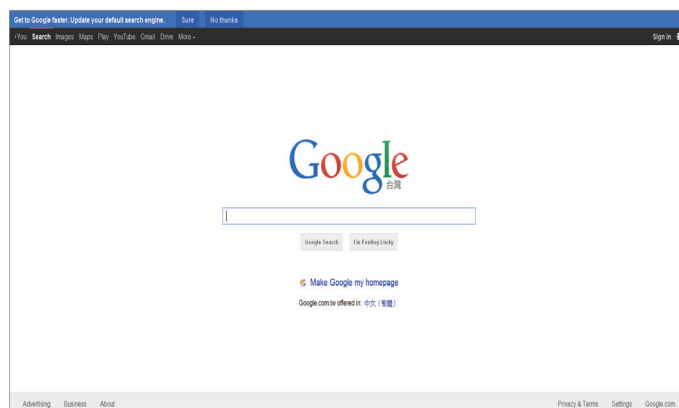 Get to Google faster. Update your default search engine. Sure No thanks
+You Search Images Maps Play YouTube Gmail Drive More Sign in
Google
台灣
Google Search I'm Feeling Lucky
Make Google my homepage
Google.com.tw offered in: 中文 (繁體)
Advertising Business About Privacy & Terms Settings Google.com